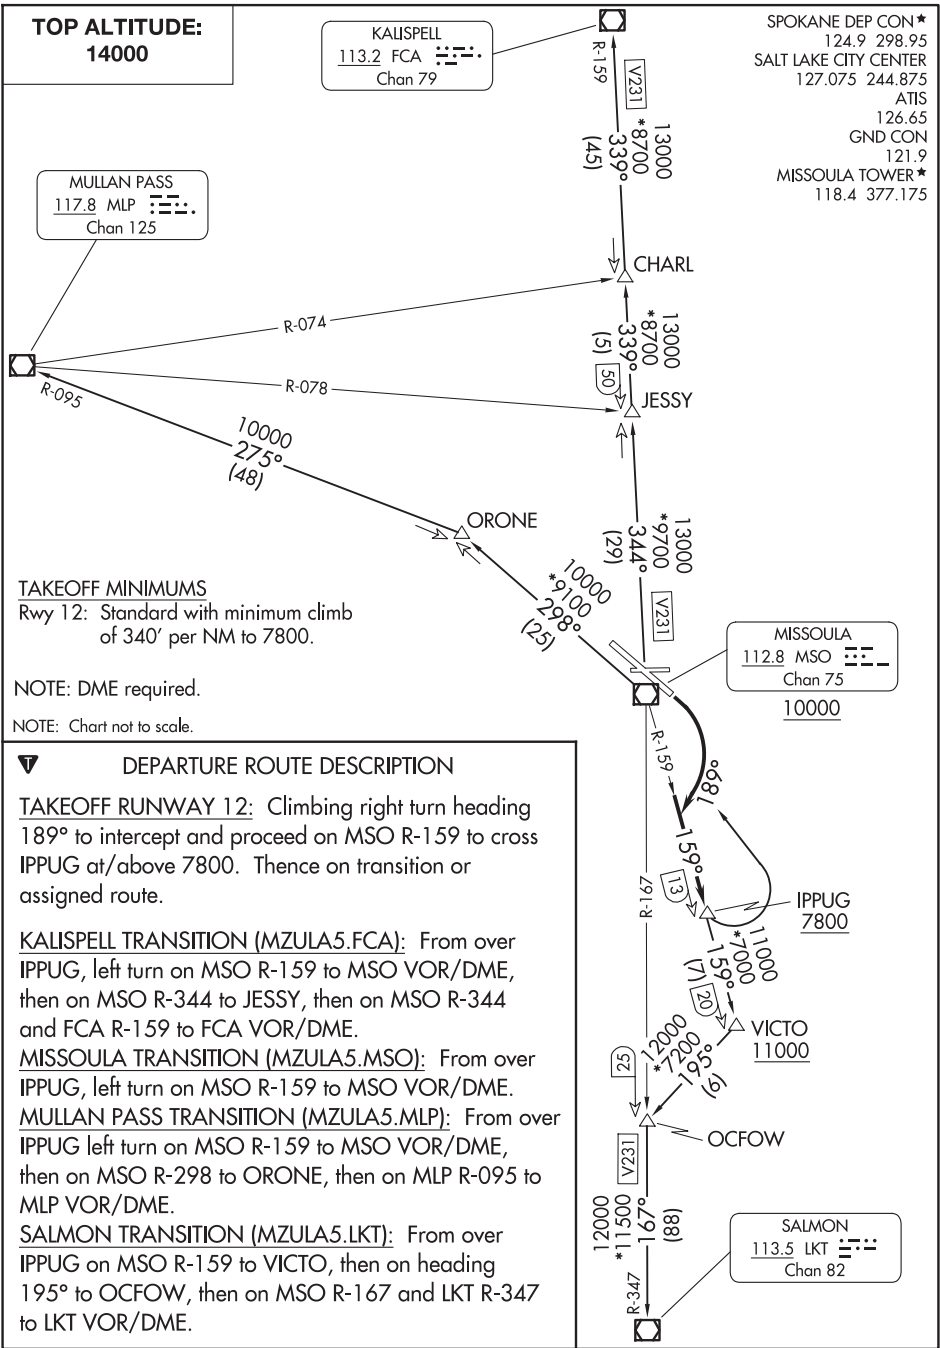 TOP ALTITUDE:
14000
KALISPELL
113.2 FCA
Chan 79
SPOKANE DEP CON★
124.9 298.95
SALT LAKE CITY CENTER
127.075 244.875
ATIS
126.65
GND CON
121.9
MISSOULA TOWER★
118.4 377.175
R-159
V231
13000
*8700
339°
(45)
MULLAN PASS
117.8 MLP
Chan 125
CHARL
R-074
13000
*8700
339°
(5)
50
R-078
JESSY
R-095
10000
275°
(48)
ORONE
13000
*9700
344°
(29)
V231
10000
*9100
298°
(25)
TAKEOFF MINIMUMS
Rwy 12: Standard with minimum climb
of 340′ per NM to 7800.
NOTE: DME required.
NOTE: Chart not to scale.
MISSOULA
112.8 MSO
Chan 75
10000
R-159
189°
159°
13
IPPUG
7800
R-167
11000
*7000
159°
(7)
20
VICTO
11000
12000
*7200
195°
(6)
25
OCFOW
V231
12000
*11500
167°
(88)
R-347
SALMON
113.5 LKT
Chan 82
T
DEPARTURE ROUTE DESCRIPTION
TAKEOFF RUNWAY 12: Climbing right turn heading
189° to intercept and proceed on MSO R-159 to cross
IPPUG at/above 7800. Thence on transition or
assigned route.
KALISPELL TRANSITION (MZULA5.FCA): From over
IPPUG, left turn on MSO R-159 to MSO VOR/DME,
then on MSO R-344 to JESSY, then on MSO R-344
and FCA R-159 to FCA VOR/DME.
MISSOULA TRANSITION (MZULA5.MSO): From over
IPPUG, left turn on MSO R-159 to MSO VOR/DME.
MULLAN PASS TRANSITION (MZULA5.MLP): From over
IPPUG left turn on MSO R-159 to MSO VOR/DME,
then on MSO R-298 to ORONE, then on MLP R-095 to
MLP VOR/DME.
SALMON TRANSITION (MZULA5.LKT): From over
IPPUG on MSO R-159 to VICTO, then on heading
195° to OCFOW, then on MSO R-167 and LKT R-347
to LKT VOR/DME.